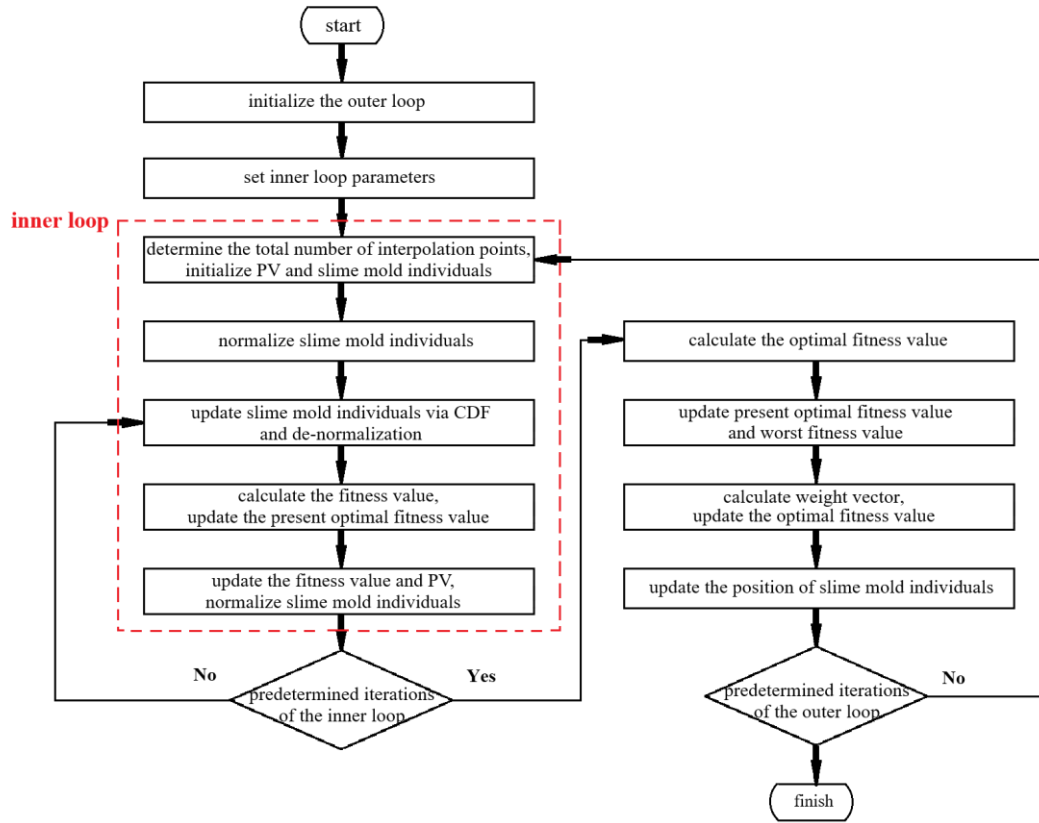 start
initialize the outer loop
set inner loop parameters
inner loop
determine the total number of interpolation points,
initialize PV and slime mold individuals
normalize slime mold individuals
update slime mold individuals via CDF
and de-normalization
calculate the fitness value,
update the present optimal fitness value
update the fitness value and PV,
normalize slime mold individuals
No
Yes
predetermined iterations
of the inner loop
calculate the optimal fitness value
update present optimal fitness value
and worst fitness value
calculate weight vector,
update the optimal fitness value
update the position of slime mold individuals
predetermined iterations
of the outer loop
No
finish